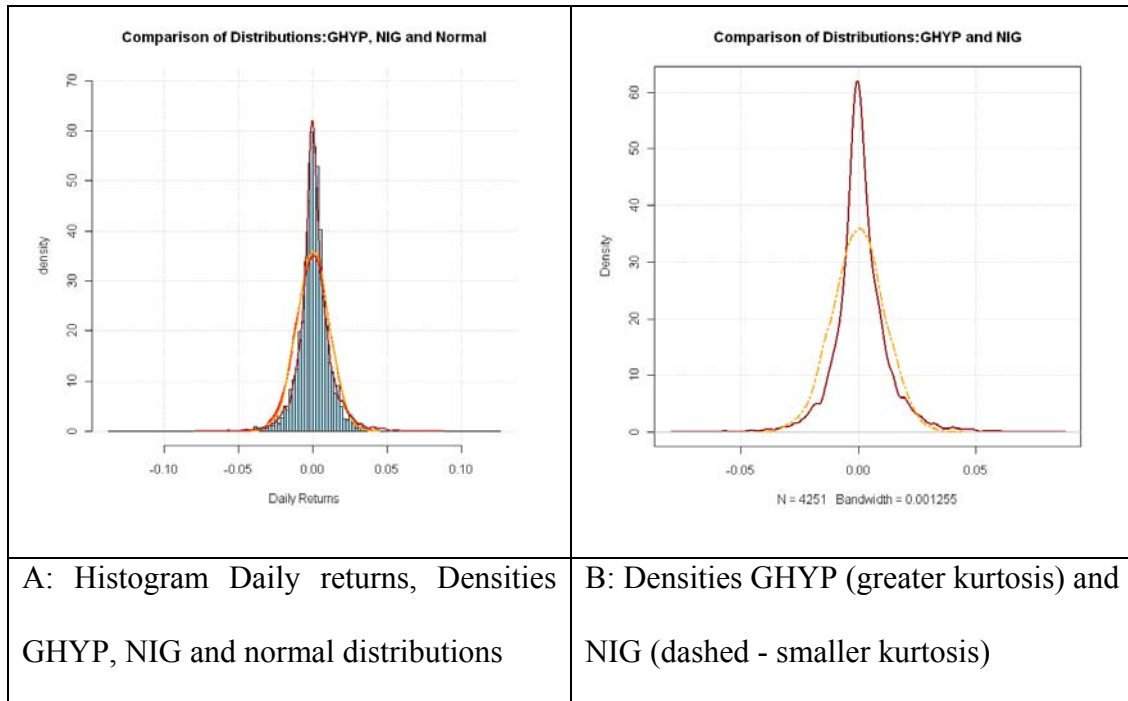 Comparison of Distributions:GHYP, NIG and Normal
70
60
50
40
30
20
10
0
density
-0.10
-0.05
0.00
0.05
0.10
Daily Returns
Comparison of Distributions:GHYP and NIG
60
50
40
30
20
10
0
Density
-0.05
0.00
0.05
N = 4251 Bandwidth = 0.001255
A: Histogram Daily returns, Densities
GHYP, NIG and normal distributions
B: Densities GHYP (greater kurtosis) and
NIG (dashed - smaller kurtosis)